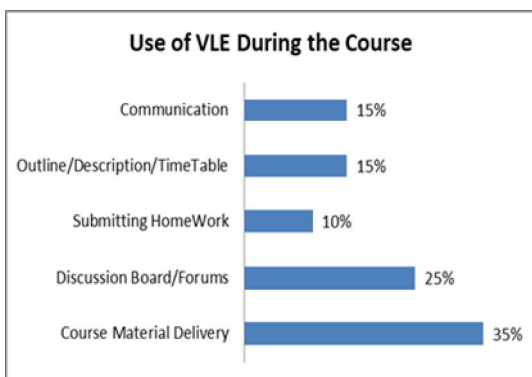 Use of VLE During the Course
Communication 15%
Outline/Description/TimeTable 15%
Submitting HomeWork 10%
Discussion Board/Forums 25%
Course Material Delivery 35%